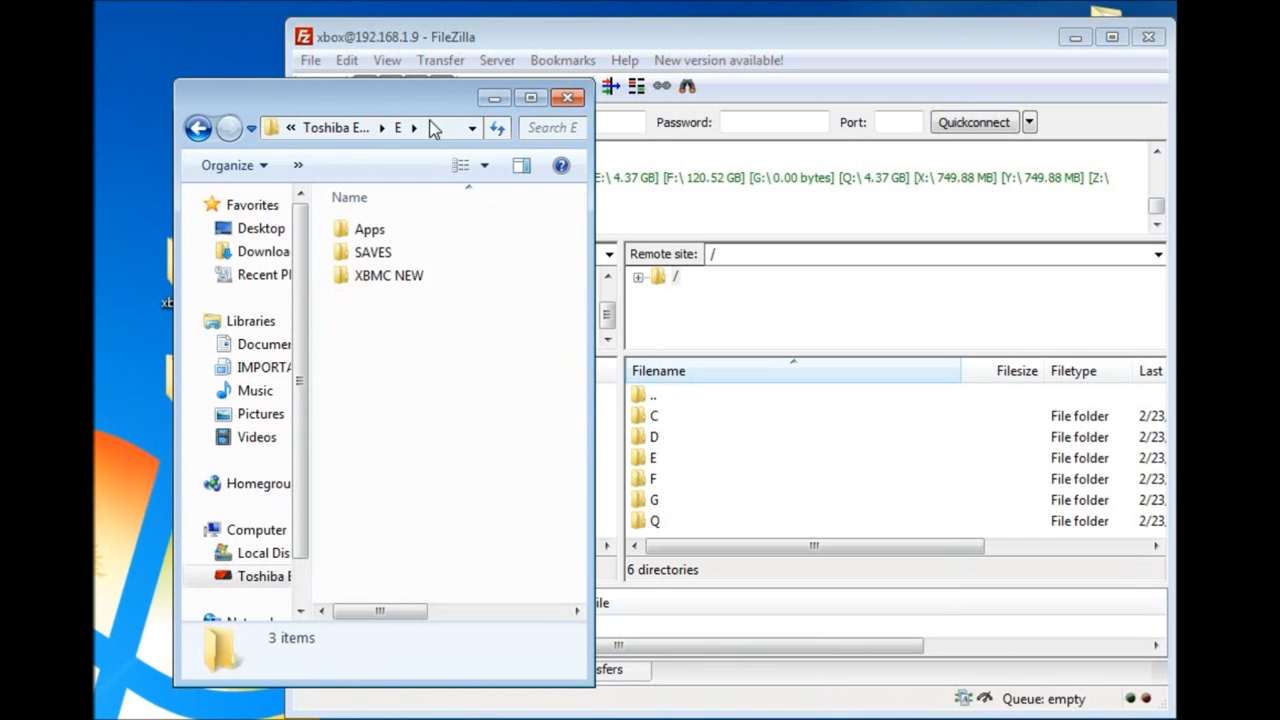 xbox@192.168.1.9 - FileZilla
File Edit View Transfer Server Bookmarks Help New version available!
Password: Port: Quickconnect
E:\ 4.37 GB] [F:\ 120.52 GB] [G:\ 0.00 bytes] [Q:\ 4.37 GB] [X:\ 749.88 MB] [Y:\ 749.88 MB] [Z:\
Remote site: /
/
Filename Filesize Filetype Last
..
C File folder 2/23,
D File folder 2/23,
E File folder 2/23,
F File folder 2/23,
G File folder 2/23,
Q File folder 2/23,
6 directories
ile
sfers
Queue: empty
« Toshiba E... E Search E
Organize »
Favorites
Desktop
Downloa
Recent Pl
Libraries
Documen
IMPORTA
Music
Pictures
Videos
Homegrou
Computer
Local Dis
Toshiba E
Name
Apps
SAVES
XBMC NEW
3 items